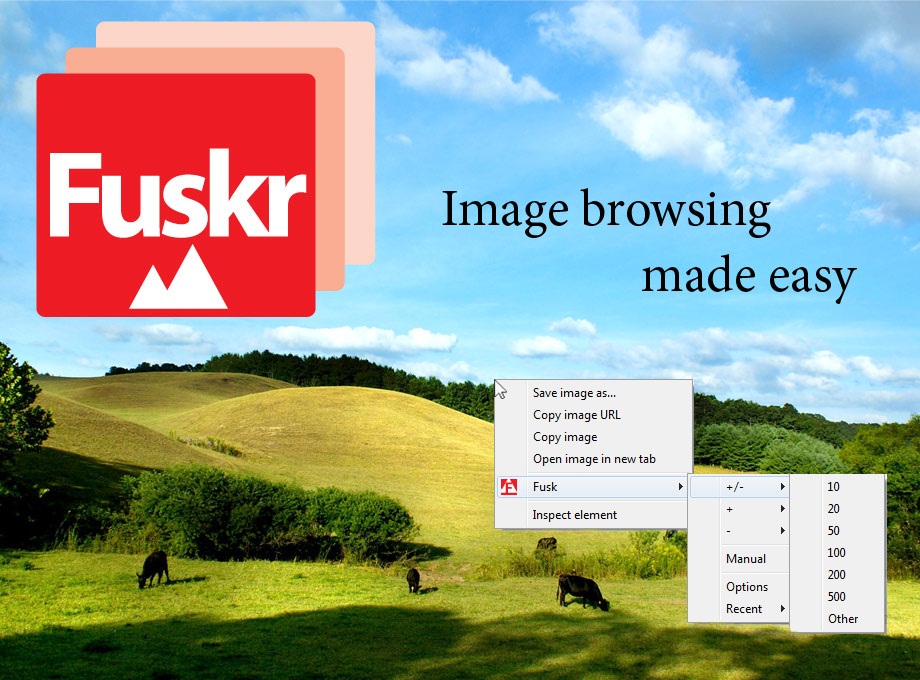 Fuskr
Image browsing
made easy
Save image as...
Copy image URL
Copy image
Open image in new tab
Fusk
Inspect element
+/-
+
-
Manual
Options
Recent
10
20
50
100
200
500
Other